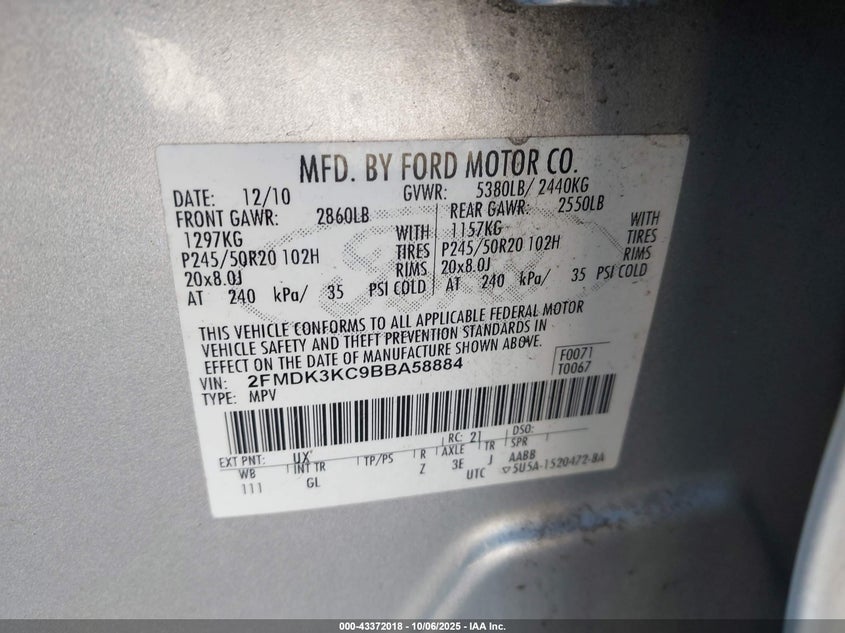 MFD. BY FORD MOTOR CO.
DATE: 12/10 GVWR: 5380LB/ 2440KG
FRONT GAWR: 2860LB REAR GAWR: 2550LB
1297KG WITH 1157KG WITH
P245/50R20 102H TIRES P245/50R20 102H TIRES
20x8.0J RIMS 20x8.0J RIMS
AT 240 kPa/ 35 PSI COLD AT 240 kPa/ 35 PSI COLD
THIS VEHICLE CONFORMS TO ALL APPLICABLE FEDERAL MOTOR
VEHICLE SAFETY AND THEFT PREVENTION STANDARDS IN
EFFECT ON THE DATE OF MANUFACTURE SHOWN ABOVE.
VIN: 2FMDK3KC9BBA58884 F0071
TYPE: MPV T0067
RC: 21 DSO:
EXT PNT: UX
WB INT TR TP/PS R AXLE TR SPR
111 GL Z 3E J AABB
UTC 5U5A-1520472-BA
000-43372018 - 10/06/2025 - IAA Inc.